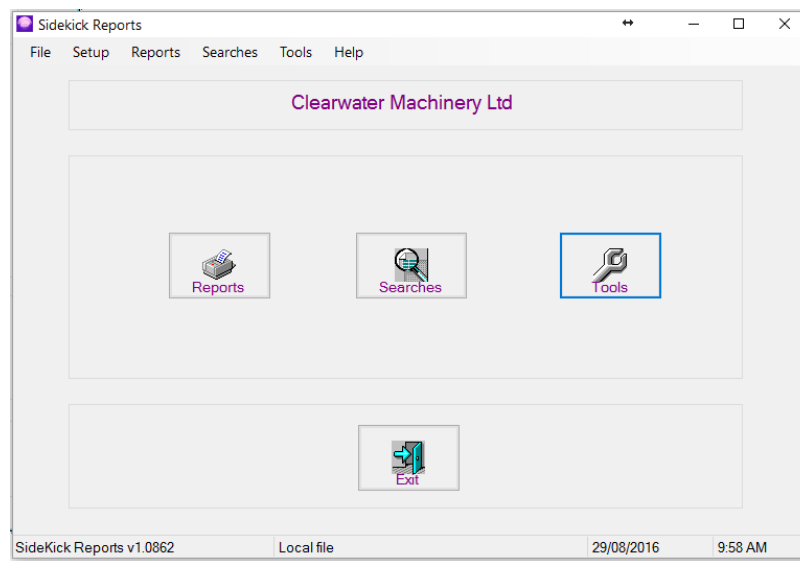 Sidekick Reports
File Setup Reports Searches Tools Help
Clearwater Machinery Ltd
Reports Searches Tools
Exit
SideKick Reports v1.0862 Local file 29/08/2016 9:58 AM